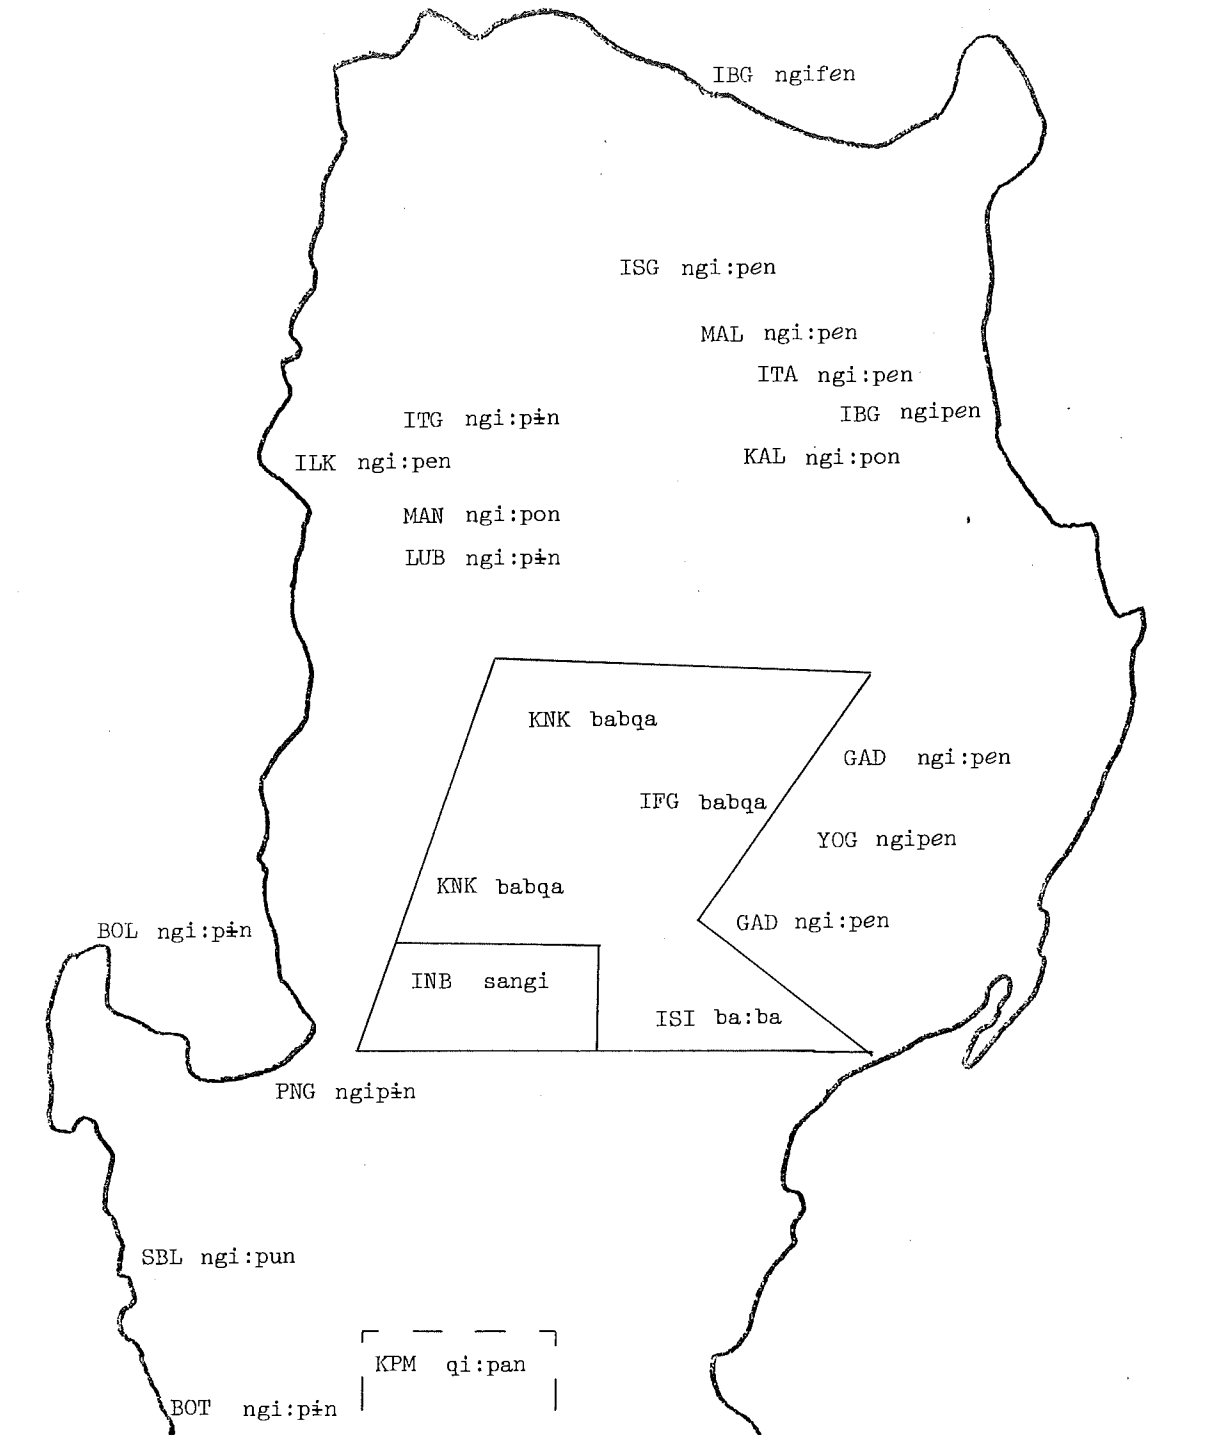 IBG ngifen
ISG ngi:pen
MAL ngi:pen
ITA ngi:pen
IBG ngipen
ITG ngi:pɨn
KAL ngi:pon
ILK ngi:pen
MAN ngi:pon
LUB ngi:pɨn
KNK babqa
GAD ngi:pen
IFG babqa
YOG ngipen
KNK babqa
GAD ngi:pen
BOL ngi:pɨn
INB sangi
ISI ba:ba
PNG ngipɨn
SBL ngi:pun
KPM qi:pan
BOT ngi:pɨn